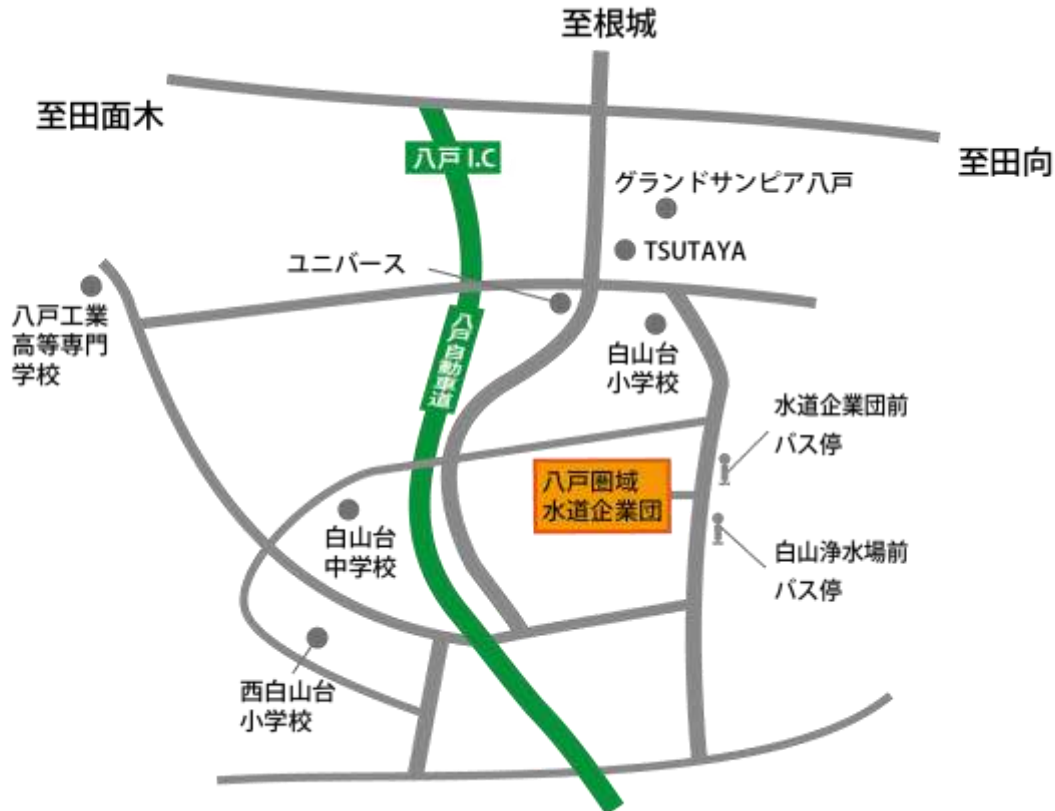 至根城
至田面木
八戸 I.C
至田向
グランドサンピア八戸
TSUTAYA
ユニバース
八戸工業
高等専門
学校
八戸自動車道
白山台
小学校
水道企業団前
バス停
八戸圏域
水道企業団
白山台
中学校
白山浄水場前
バス停
西白山台
小学校